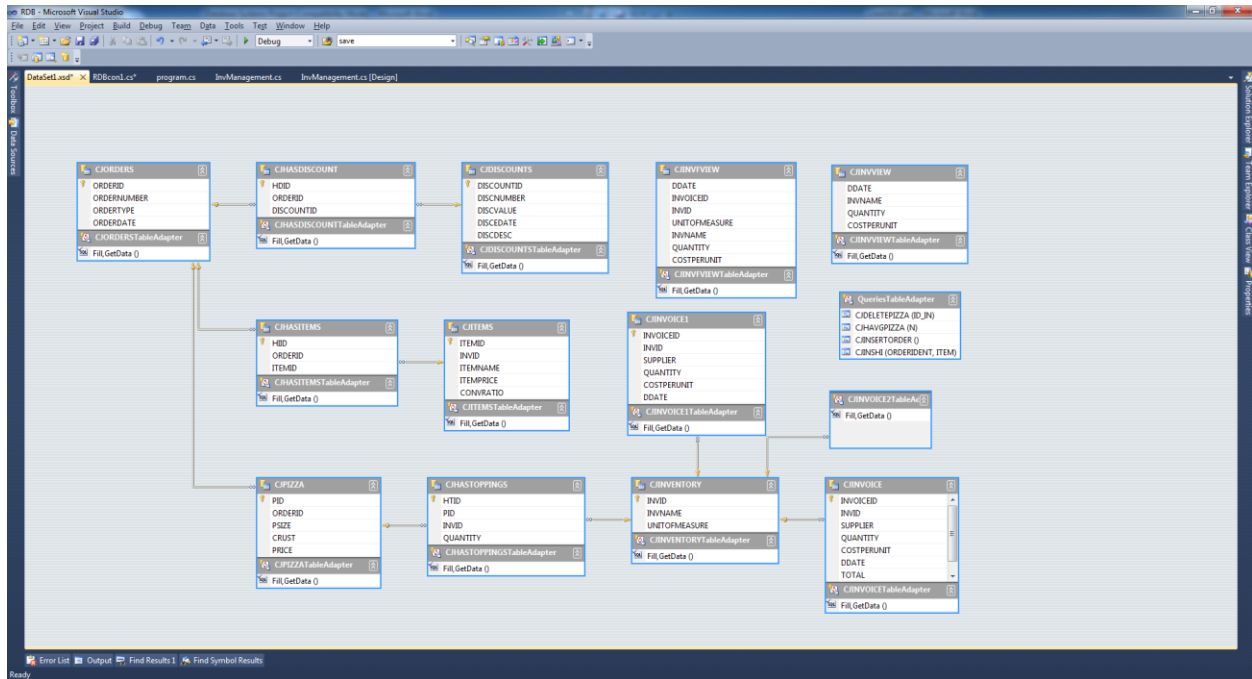 RDB - Microsoft Visual Studio
File Edit View Project Build Debug Team Data Tools Test Window Help
Debug save
DataSet1.xsd* RDBcon1.cs* program.cs InvManagement.cs InvManagement.cs [Design]
Toolbox
Data Sources
Solution Explorer
Team Explorer
Class View
Properties
CJORDERS
ORDERID
ORDERNUMBER
ORDERTYPE
ORDERDATE
CJORDERSTableAdapter
Fill,GetData ()
CJHASDISCOUNT
HDID
ORDERID
DISCOUNTID
CJHASDISCOUNTTableAdapter
Fill,GetData ()
CJDISCOUNTS
DISCOUNTID
DISCNUMBER
DISCVALUE
DISCEDATE
DISCDESC
CJDISCOUNTSTableAdapter
Fill,GetData ()
CJINVFVIEW
DDATE
INVOICEID
INVID
UNITOFMEASURE
INVNAME
QUANTITY
COSTPERUNIT
CJINVFVIEWTableAdapter
Fill,GetData ()
CJINVVIEW
DDATE
INVNAME
QUANTITY
COSTPERUNIT
CJINVVIEWTableAdapter
Fill,GetData ()
QueriesTableAdapter
CJDELETEPIZZA (ID_IN)
CJHAVGPIZZA (N)
CJINSERTORDER ()
CJINSHI (ORDERIDENT, ITEM)
CJHASITEMS
HIID
ORDERID
ITEMID
CJHASITEMSTableAdapter
Fill,GetData ()
CJITEMS
ITEMID
INVID
ITEMNAME
ITEMPRICE
CONVRATIO
CJITEMSTableAdapter
Fill,GetData ()
CJINVOICE1
INVOICEID
INVID
SUPPLIER
QUANTITY
COSTPERUNIT
DDATE
CJINVOICE1TableAdapter
Fill,GetData ()
CJINVOICE2TableAd
Fill,GetData ()
CJPIZZA
PID
ORDERID
PSIZE
CRUST
PRICE
CJPIZZATableAdapter
Fill,GetData ()
CJHASTOPPINGS
HTID
PID
INVID
QUANTITY
CJHASTOPPINGSTableAdapter
Fill,GetData ()
CJINVENTORY
INVID
INVNAME
UNITOFMEASURE
CJINVENTORYTableAdapter
Fill,GetData ()
CJINVOICE
INVOICEID
INVID
SUPPLIER
QUANTITY
COSTPERUNIT
DDATE
TOTAL
CJINVOICETableAdapter
Fill,GetData ()
Error List Output Find Results 1 Find Symbol Results
Ready